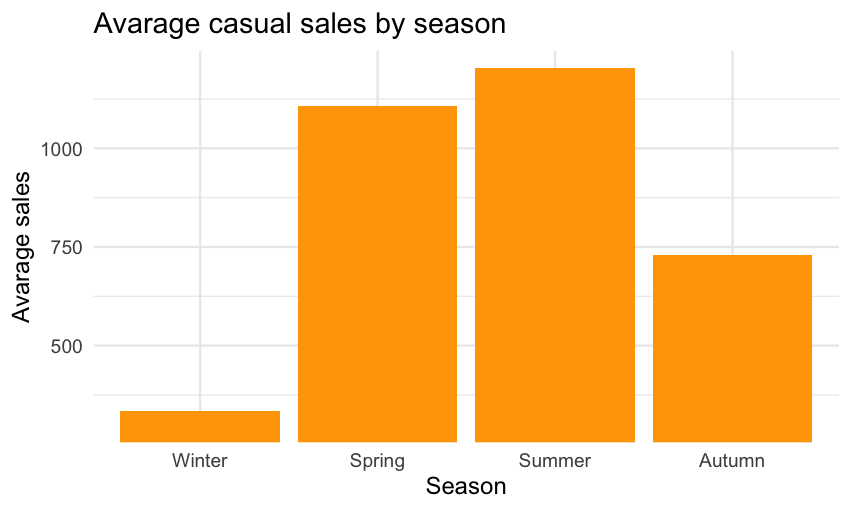 Avarage casual sales by season
Avarage sales
1000
750
500
Winter Spring Summer Autumn
Season